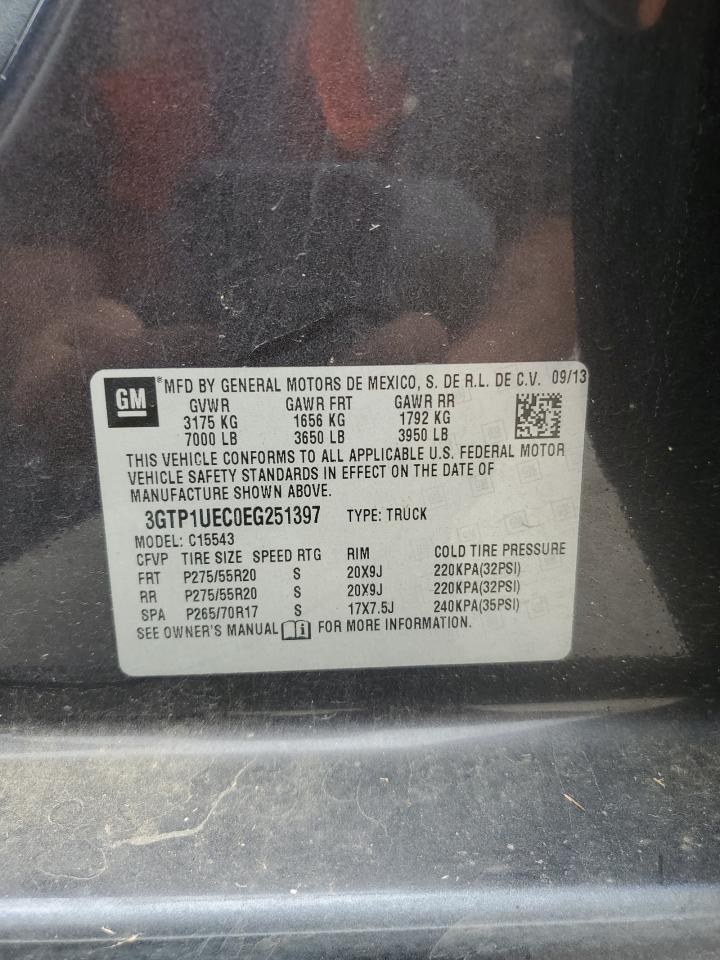 GM ® MFD BY GENERAL MOTORS DE MEXICO, S. DE R.L. DE C.V. 09/13
GVWR GAWR FRT GAWR RR
3175 KG 1656 KG 1792 KG
7000 LB 3650 LB 3950 LB
THIS VEHICLE CONFORMS TO ALL APPLICABLE U.S. FEDERAL MOTOR
VEHICLE SAFETY STANDARDS IN EFFECT ON THE DATE OF
MANUFACTURE SHOWN ABOVE.
3GTP1UEC0EG251397 TYPE: TRUCK
MODEL: C15543
CFVP TIRE SIZE SPEED RTG RIM COLD TIRE PRESSURE
FRT P275/55R20 S 20X9J 220KPA(32PSI)
RR P275/55R20 S 20X9J 220KPA(32PSI)
SPA P265/70R17 S 17X7.5J 240KPA(35PSI)
SEE OWNER'S MANUAL i FOR MORE INFORMATION.